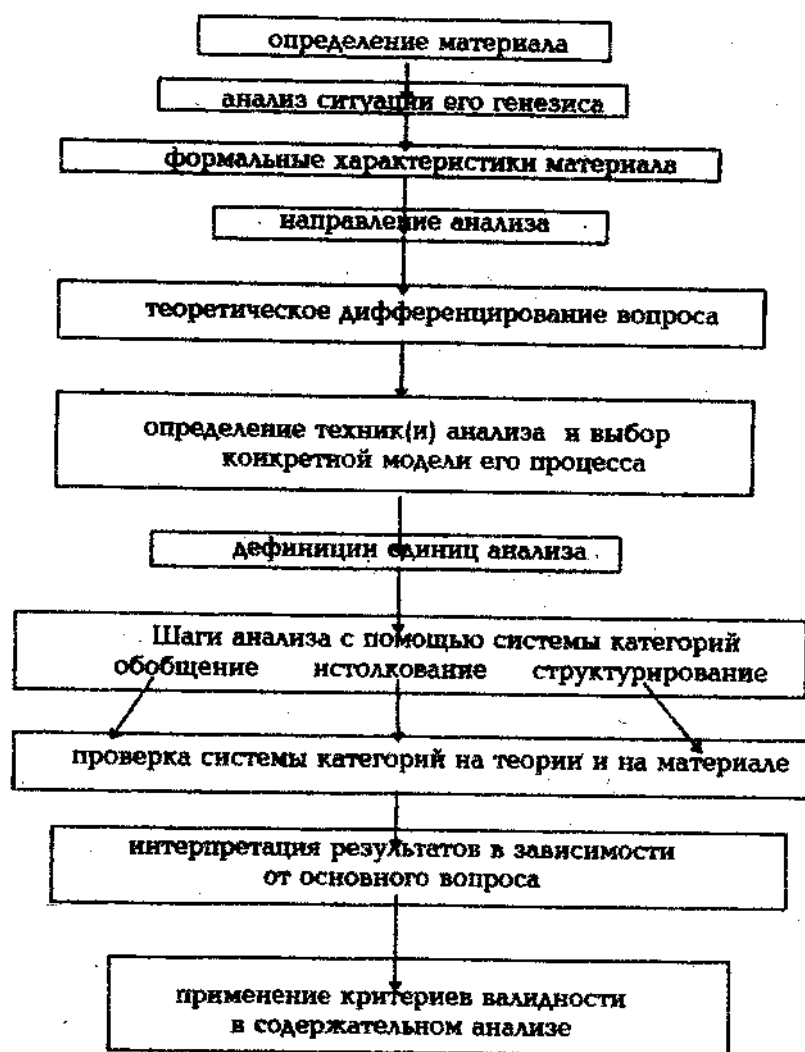 определение материала
анализ ситуации его генезиса
формальные характеристики материала
направление анализа
теоретическое дифференцирование вопроса
определение техник(и) анализа и выбор
конкретной модели его процесса
дефиниции единиц анализа
Шаги анализа с помощью системы категорий
обобщение истолкование структурирование
проверка системы категорий на теории и на материале
интерпретация результатов в зависимости
от основного вопроса
применение критериев валидности
в содержательном анализе